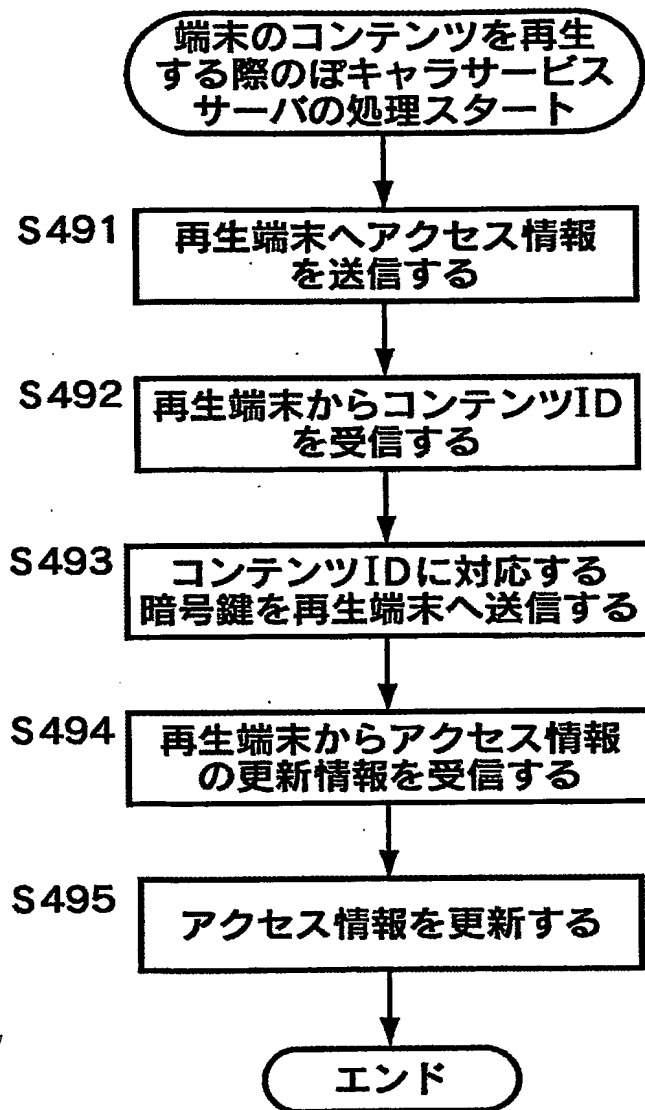 端末のコンテンツを再生
する際のぽキャラサービス
サーバの処理スタート
S491
再生端末へアクセス情報
を送信する
S492
再生端末からコンテンツID
を受信する
S493
コンテンツIDに対応する
暗号鍵を再生端末へ送信する
S494
再生端末からアクセス情報
の更新情報を受信する
S495
アクセス情報を更新する
エンド